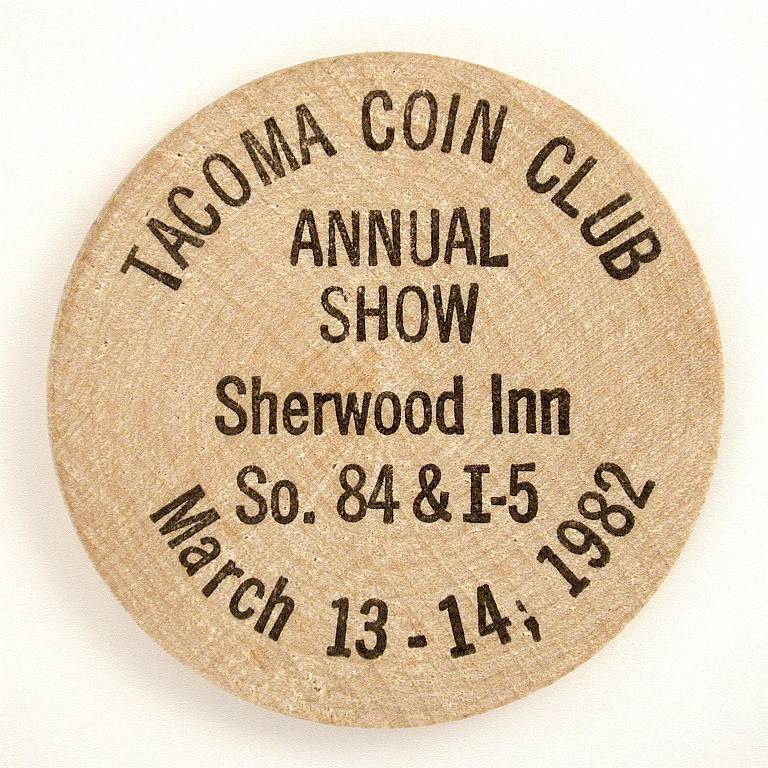 TACOMA COIN CLUB
ANNUAL
SHOW
Sherwood Inn
So. 84 & I-5
March 13-14, 1982